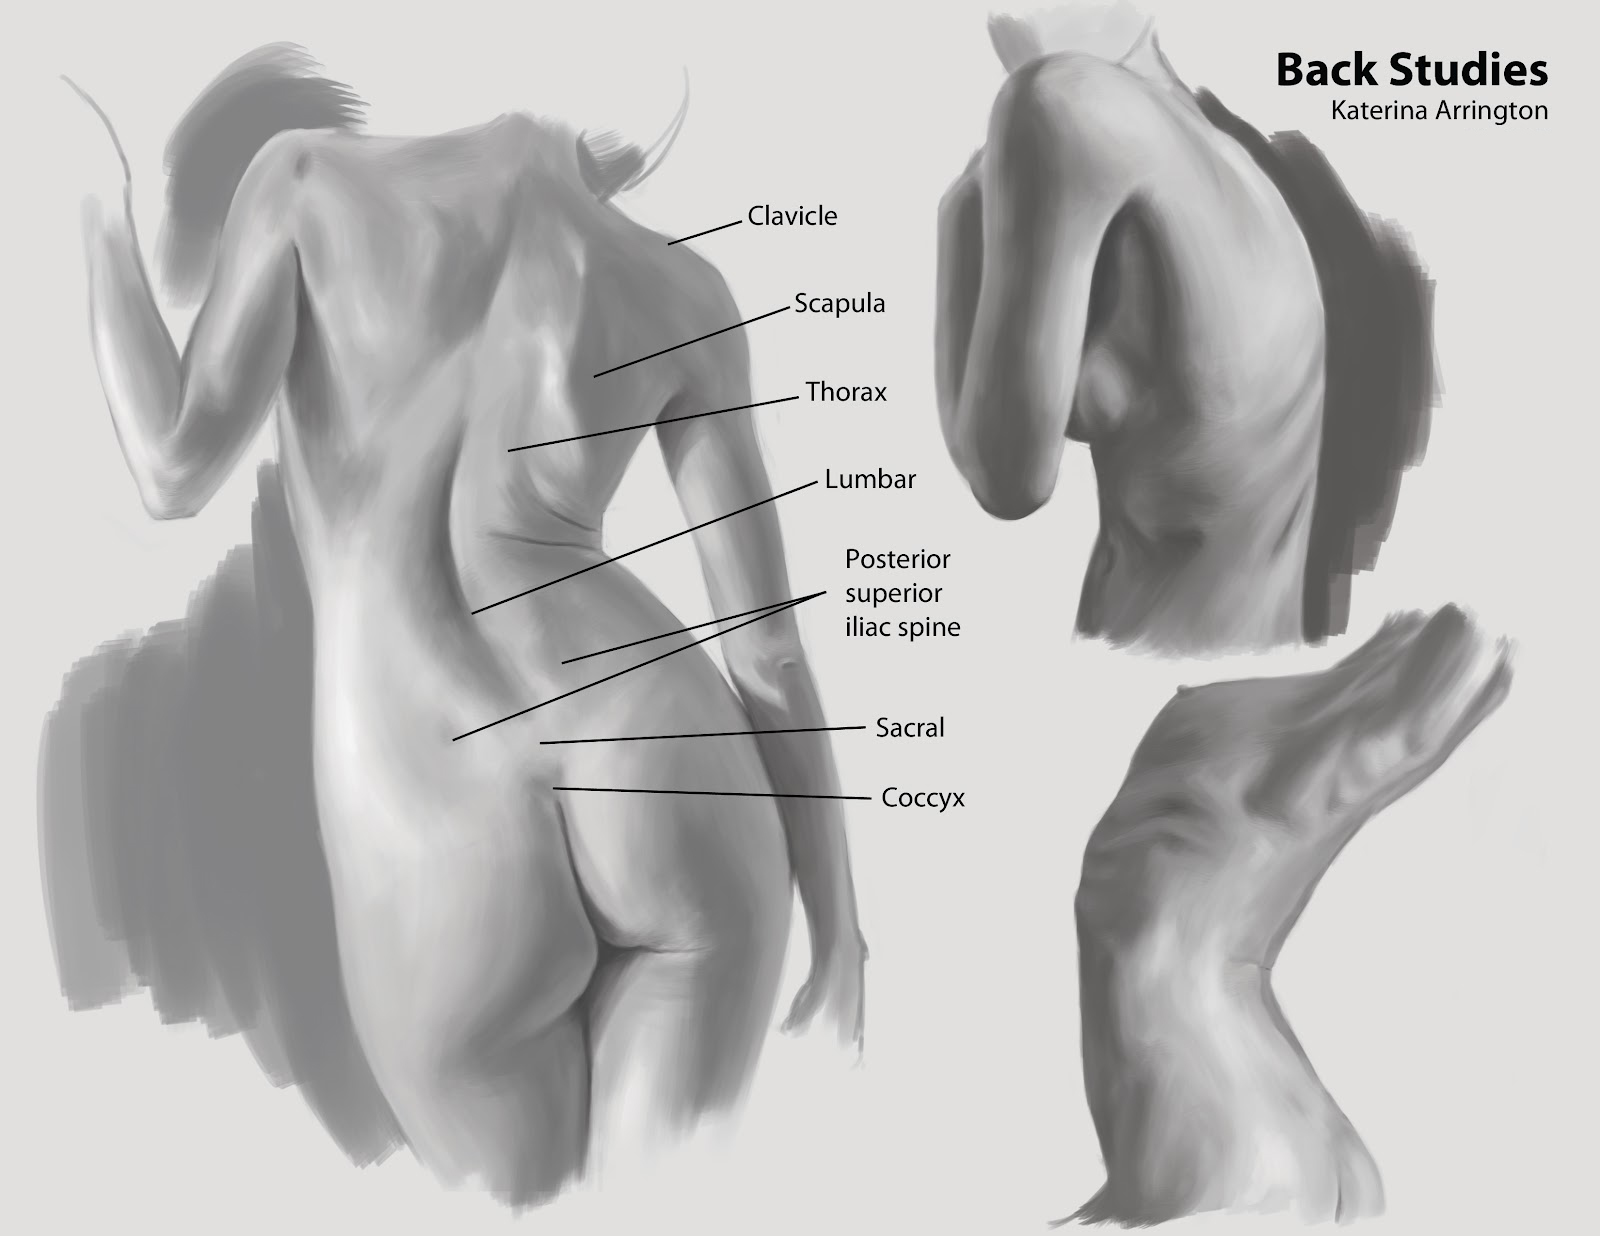 Back Studies
Katerina Arrington
Clavicle
Scapula
Thorax
Lumbar
Posterior
superior
iliac spine
Sacral
Coccyx